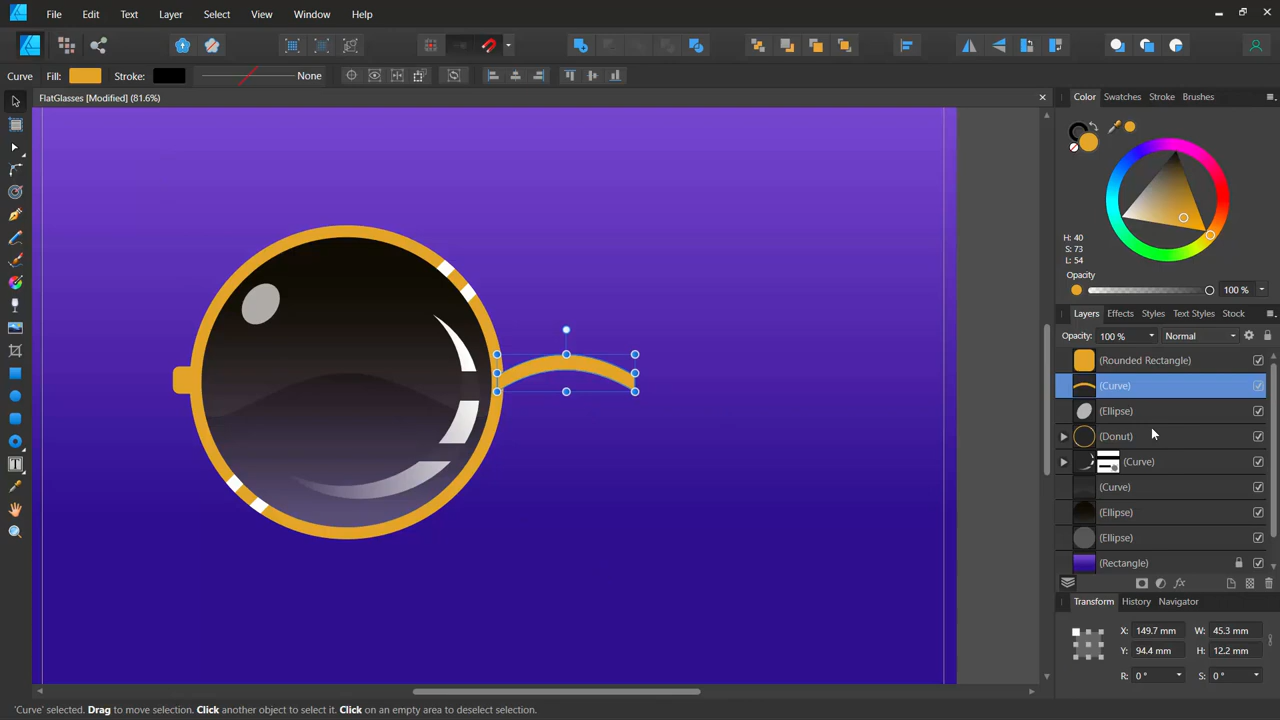 File Edit Text Layer Select View Window Help
Curve Fill: Stroke: None
FlatGlasses [Modified] (81.6%)
Color Swatches Stroke Brushes
H: 40
S: 73
L: 54
Opacity
100 %
Layers Effects Styles Text Styles Stock
Opacity: 100 % Normal
(Rounded Rectangle)
(Curve)
(Ellipse)
(Donut)
(Curve)
(Curve)
(Ellipse)
(Ellipse)
(Rectangle)
Transform History Navigator
X: 149.7 mm W: 45.3 mm
Y: 94.4 mm H: 12.2 mm
R: 0 ° S: 0 °
'Curve' selected. Drag to move selection. Click another object to select it. Click on an empty area to deselect selection.